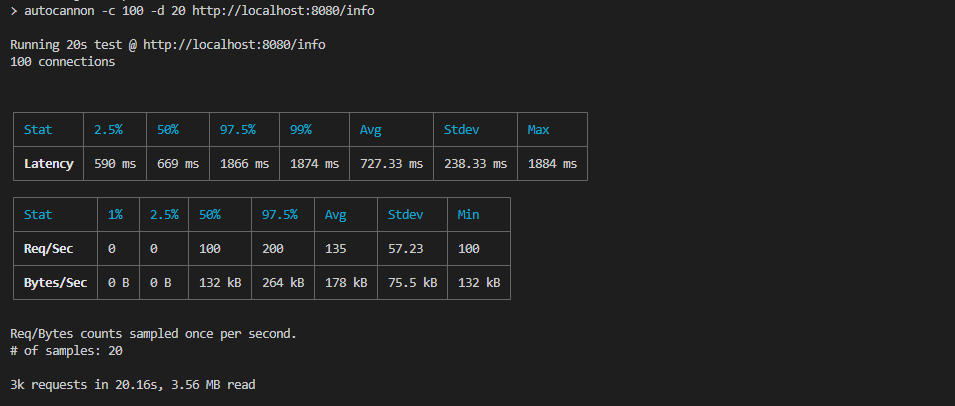 > autocannon -c 100 -d 20 http://localhost:8080/info
Running 20s test @ http://localhost:8080/info
100 connections
Stat 2.5% 50% 97.5% 99% Avg Stdev Max
Latency 590 ms 669 ms 1866 ms 1874 ms 727.33 ms 238.33 ms 1884 ms
Stat 1% 2.5% 50% 97.5% Avg Stdev Min
Req/Sec 0 0 100 200 135 57.23 100
Bytes/Sec 0 B 0 B 132 kB 264 kB 178 kB 75.5 kB 132 kB
Req/Bytes counts sampled once per second.
# of samples: 20
3k requests in 20.16s, 3.56 MB read